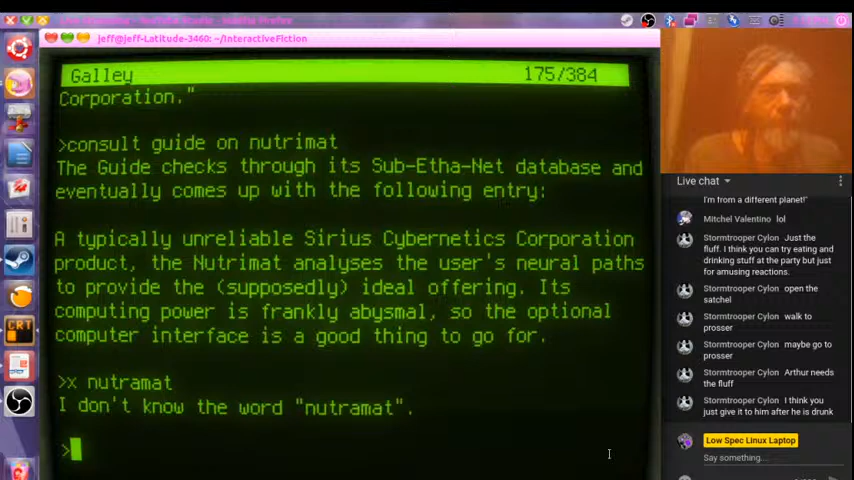 jeff@jeff-Latitude-3460: ~/InteractiveFiction
Galley 175/384
Corporation."
>consult guide on nutrimat
The Guide checks through its Sub-Etha-Net database and
eventually comes up with the following entry:
A typically unreliable Sirius Cybernetics Corporation
product, the Nutrimat analyses the user's neural paths
to provide the (supposedly) ideal offering. Its
computing power is frankly abysmal, so the optional
computer interface is a good thing to go for.
>x nutramat
I don't know the word "nutramat".
>
CRT
Live chat
I'm from a different planet!"
Mitchel Valentino lol
Stormtrooper Cylon Just the
fluff. I think you can try eating and
drinking stuff at the party but just
for amusing reactions.
Stormtrooper Cylon open the
satchel
Stormtrooper Cylon walk to
prosser
Stormtrooper Cylon maybe go to
prosser
Stormtrooper Cylon Arthur needs
the fluff
Stormtrooper Cylon I think you
just give it to him after he is drunk
Low Spec Linux Laptop
Say something...